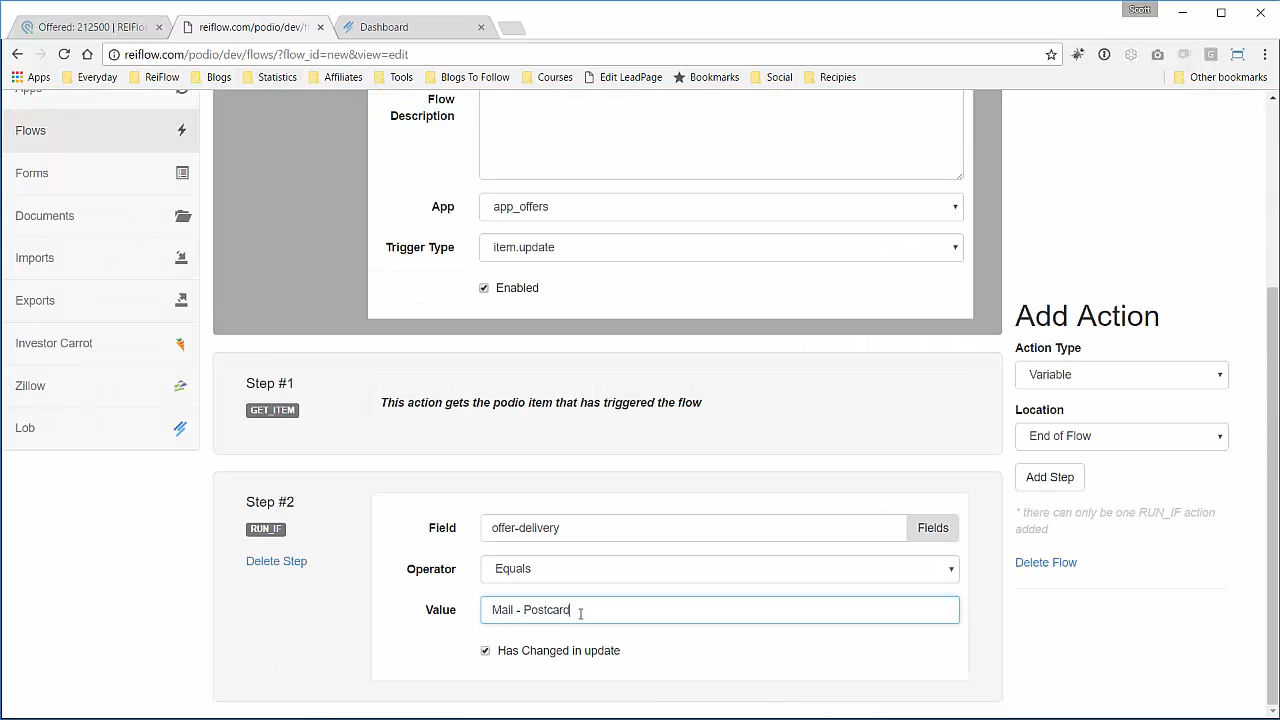 Scott
Offered: 212500 | REIFlo
reiflow.com/podio/dev/f
Dashboard
reiflow.com/podio/dev/flows/?flow_id=new&view=edit
Apps
Everyday
ReiFlow
Blogs
Statistics
Affiliates
Tools
Blogs To Follow
Courses
Edit LeadPage
Bookmarks
Social
Recipies
Other bookmarks
Apps
Flows
Forms
Documents
Imports
Exports
Investor Carrot
Zillow
Lob
Flow
Description
App
app_offers
Trigger Type
item.update
Enabled
Step #1
GET_ITEM
This action gets the podio item that has triggered the flow
Step #2
RUN_IF
Delete Step
Field
offer-delivery
Fields
Operator
Equals
Value
Mail - Postcard
Has Changed in update
Add Action
Action Type
Variable
Location
End of Flow
Add Step
* there can only be one RUN_IF action
added
Delete Flow